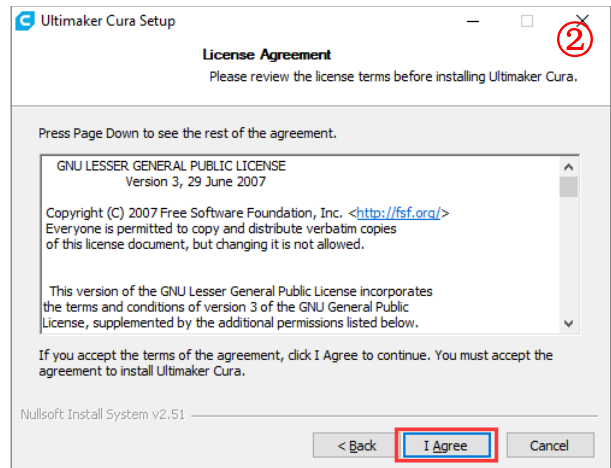 Ultimaker Cura Setup
②
License Agreement
Please review the license terms before installing Ultimaker Cura.
Press Page Down to see the rest of the agreement.
GNU LESSER GENERAL PUBLIC LICENSE
Version 3, 29 June 2007
Copyright (C) 2007 Free Software Foundation, Inc. <http://fsf.org/>
Everyone is permitted to copy and distribute verbatim copies
of this license document, but changing it is not allowed.
This version of the GNU Lesser General Public License incorporates
the terms and conditions of version 3 of the GNU General Public
License, supplemented by the additional permissions listed below.
If you accept the terms of the agreement, click I Agree to continue. You must accept the
agreement to install Ultimaker Cura.
Nullsoft Install System v2.51
< Back I Agree Cancel